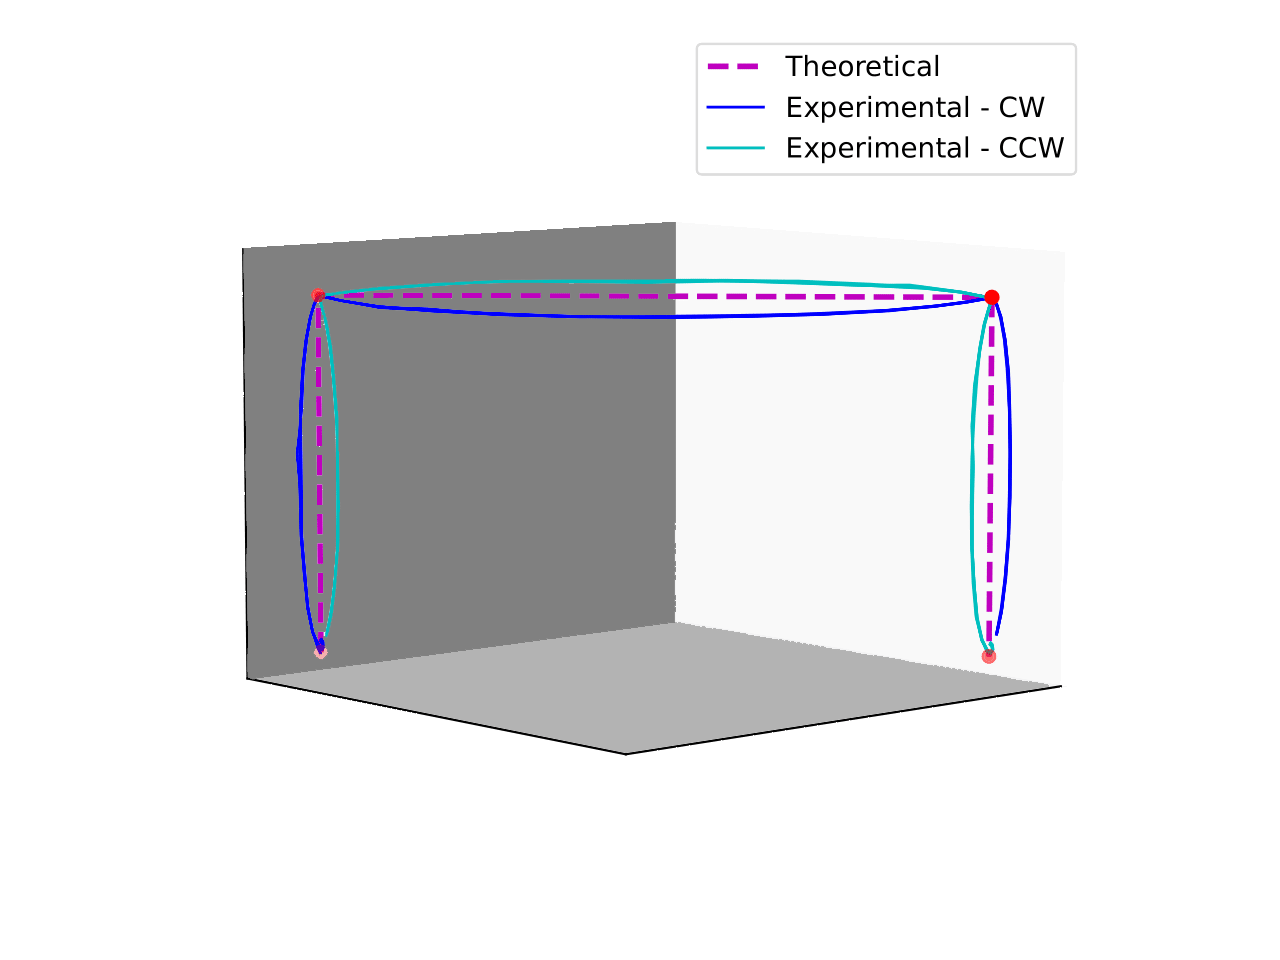 Theoretical
Experimental - CW
Experimental - CCW